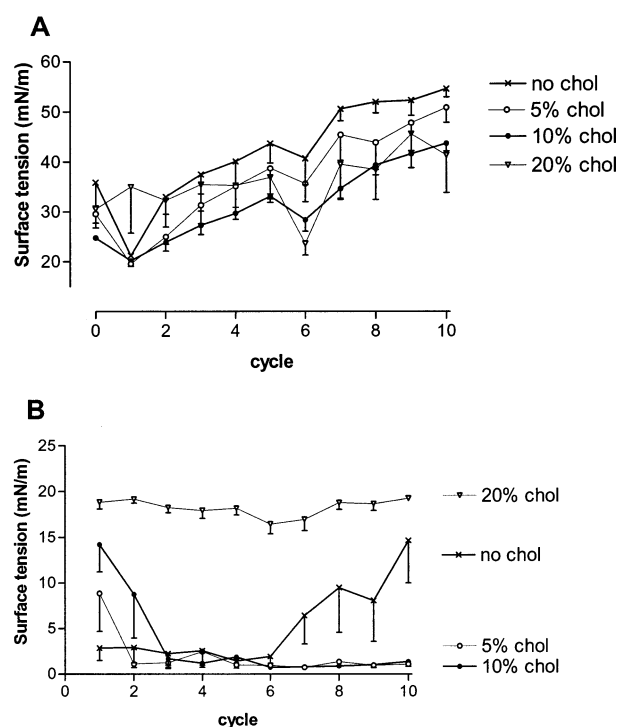 A
Surface tension (mN/m)
60
50
40
30
20
no chol
5% chol
10% chol
20% chol
0 2 4 6 8 10
cycle
B
Surface tension (mN/m)
25
20
15
10
5
0
20% chol
no chol
5% chol
10% chol
0 2 4 6 8 10
cycle